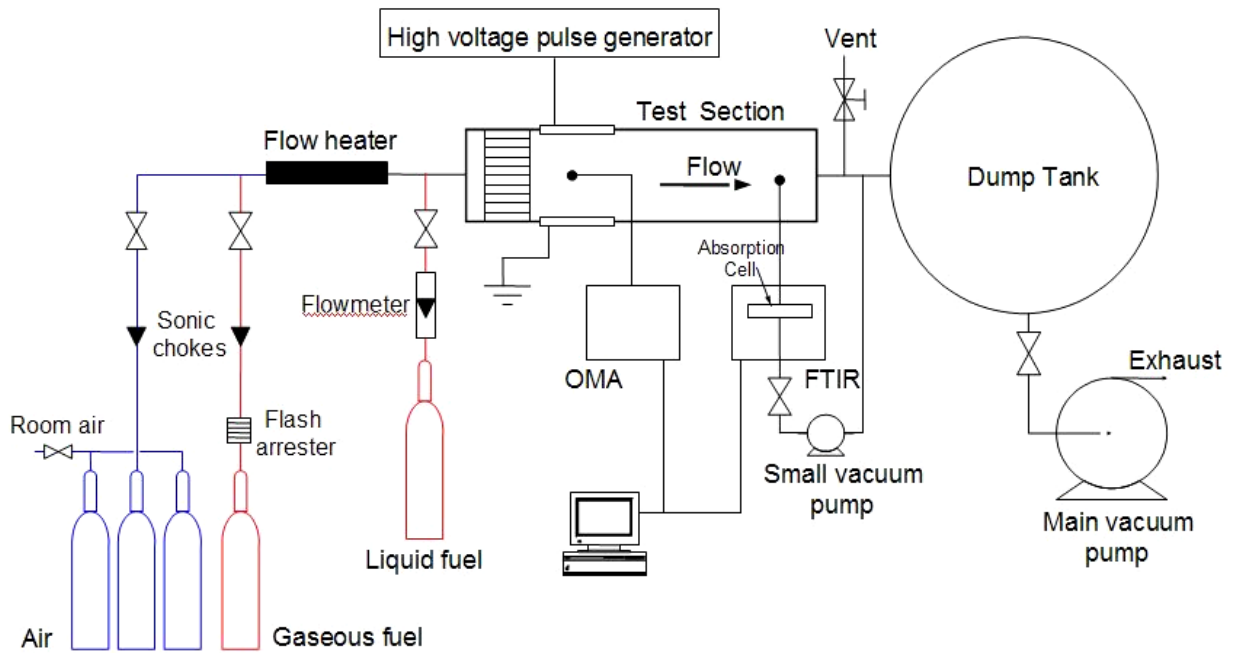 High voltage pulse generator
Vent
Test Section
Flow heater
Flow
Dump Tank
Absorption
Cell
Flowmeter
Sonic
chokes
OMA
FTIR
Exhaust
Room air
Flash
arrester
Small vacuum
pump
Main vacuum
pump
Liquid fuel
Air
Gaseous fuel